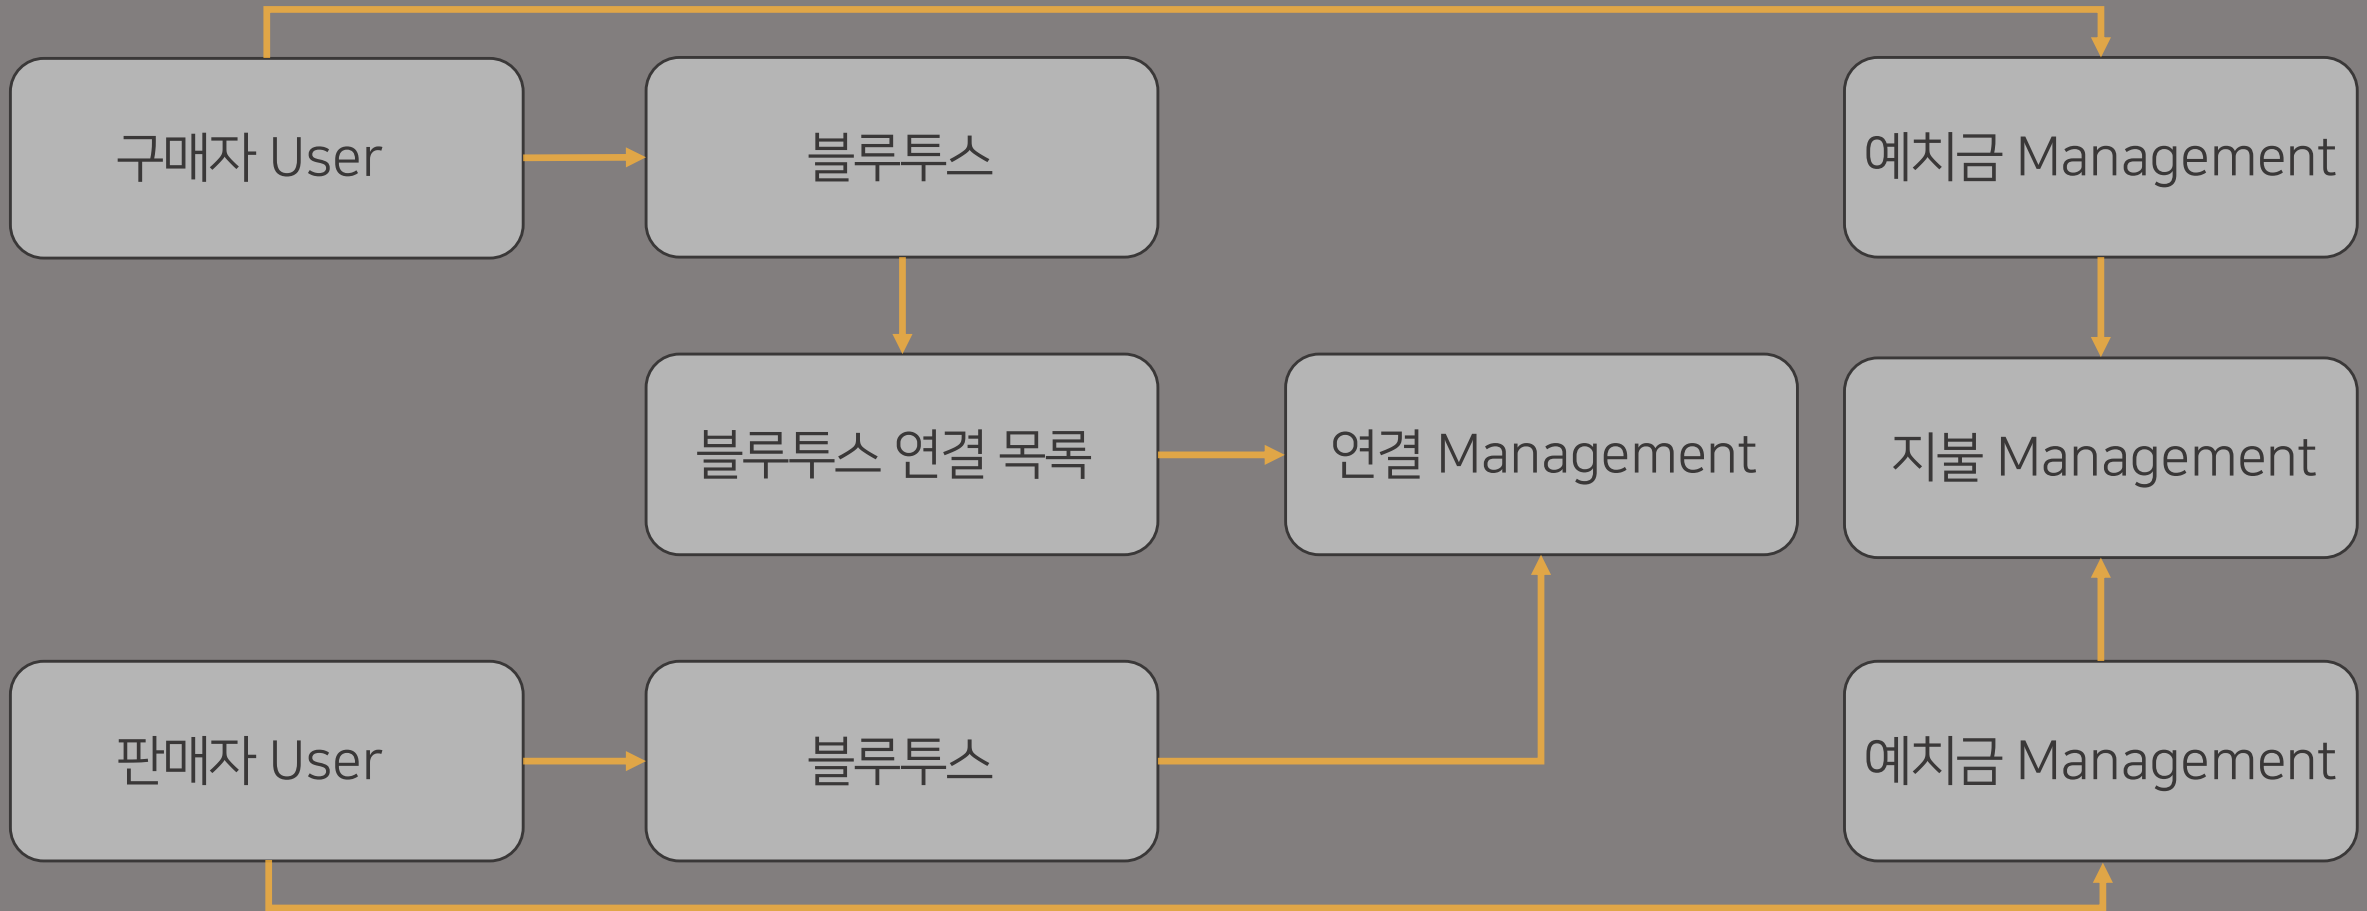 구매자 User
블루투스
예치금 Management
블루투스 연결 목록
연결 Management
지불 Management
판매자 User
블루투스
예치금 Management